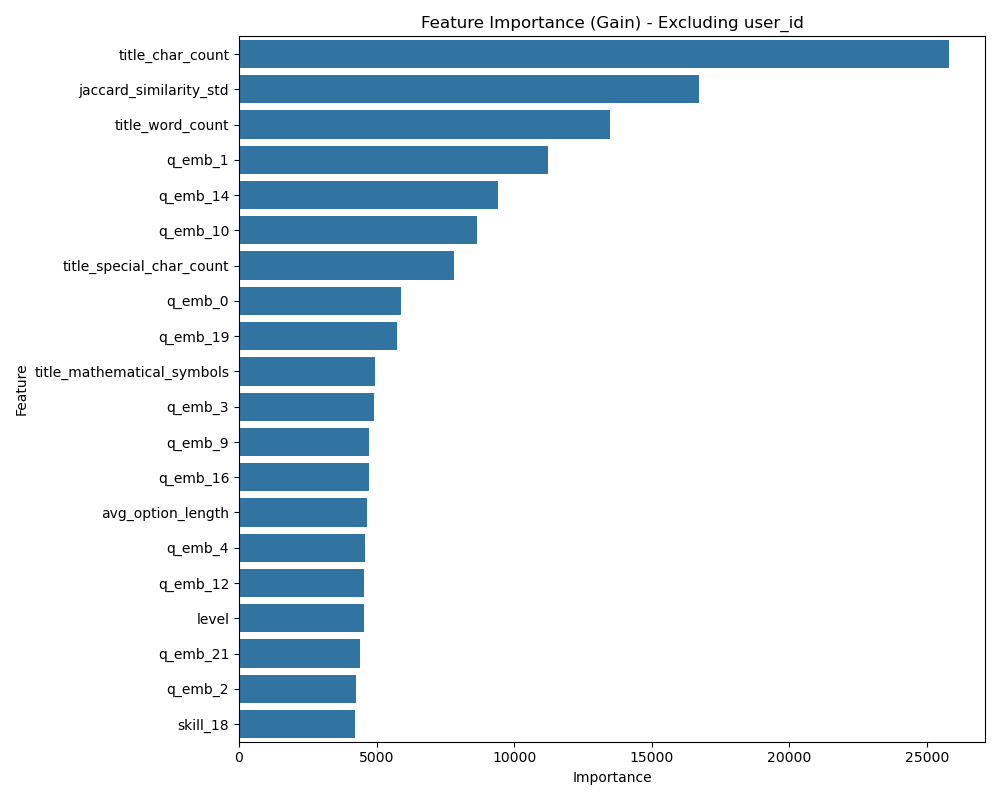 Feature Importance (Gain) - Excluding user_id
Feature
title_char_count
jaccard_similarity_std
title_word_count
q_emb_1
q_emb_14
q_emb_10
title_special_char_count
q_emb_0
q_emb_19
title_mathematical_symbols
q_emb_3
q_emb_9
q_emb_16
avg_option_length
q_emb_4
q_emb_12
level
q_emb_21
q_emb_2
skill_18
0 5000 10000 15000 20000 25000
Importance